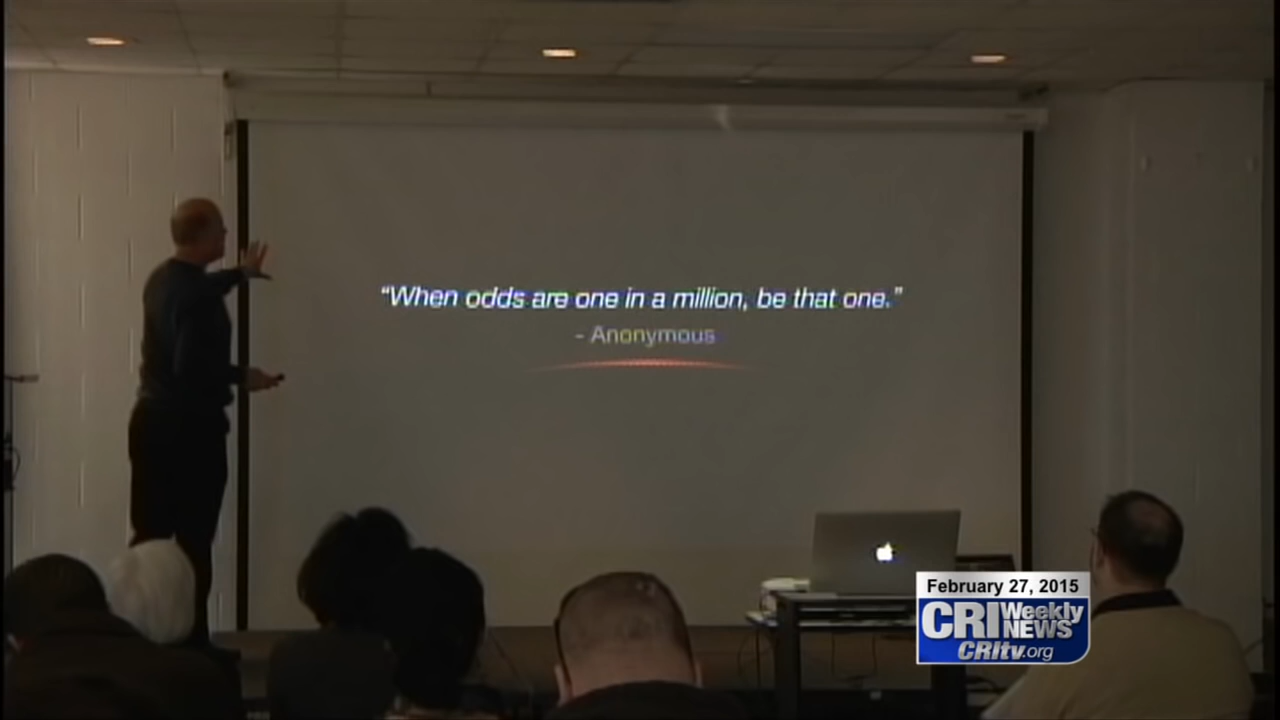 “When odds are one in a million, be that one.”
- Anonymous
February 27, 2015
CRI Weekly NEWS
CRItv.org